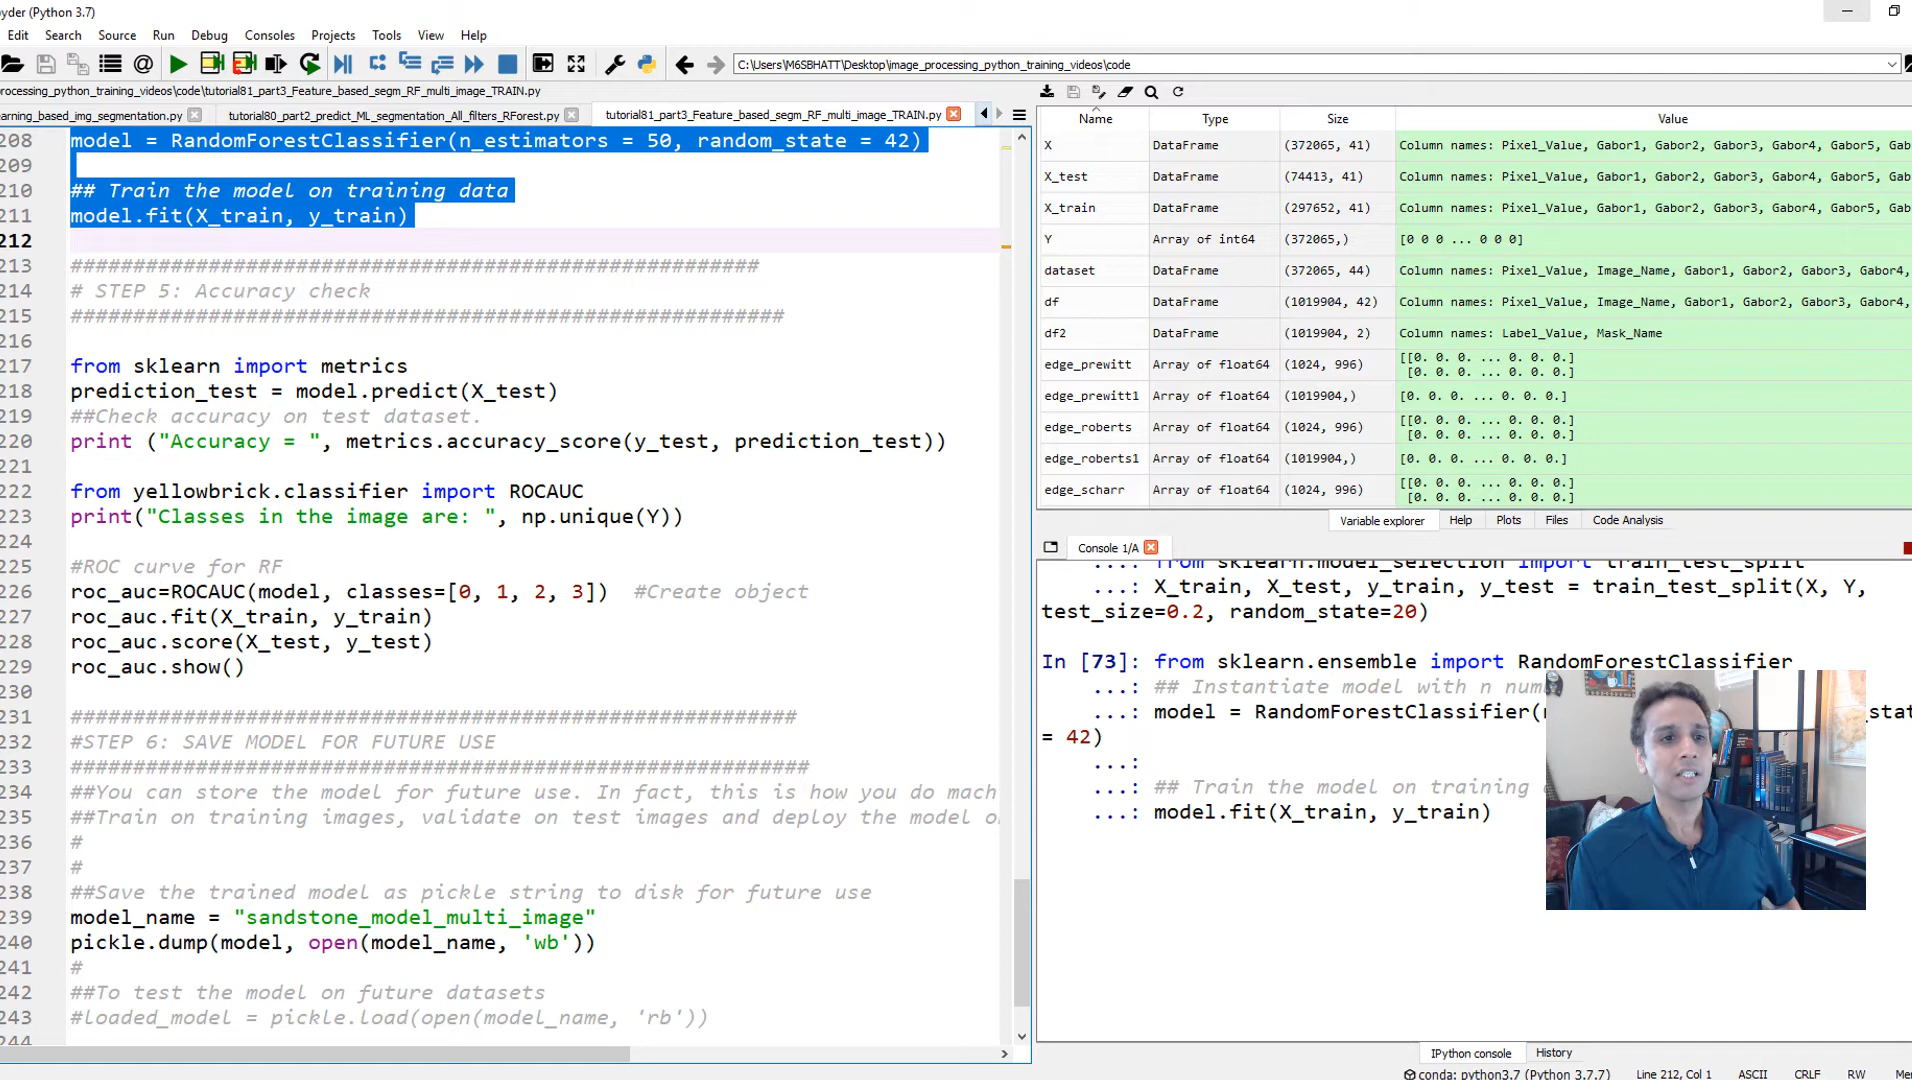 yder (Python 3.7)
Edit Search Source Run Debug Consoles Projects Tools View Help
C:\Users\M6SBHATT\Desktop\image_processing_python_training_videos\code
rocessing_python_training_videos\code\tutorial81_part3_Feature_based_segm_RF_multi_image_TRAIN.py
arning_based_img_segmentation.py tutorial80_part2_predict_ML_segmentation_All_filters_RForest.py tutorial81_part3_Feature_based_segm_RF_multi_image_TRAIN.py
208 model = RandomForestClassifier(n_estimators = 50, random_state = 42)
209
210 ## Train the model on training data
211 model.fit(X_train, y_train)
212
213 #######################################################
214 # STEP 5: Accuracy check
215 #########################################################
216
217 from sklearn import metrics
218 prediction_test = model.predict(X_test)
219 ##Check accuracy on test dataset.
220 print ("Accuracy = ", metrics.accuracy_score(y_test, prediction_test))
221
222 from yellowbrick.classifier import ROCAUC
223 print("Classes in the image are: ", np.unique(Y))
224
225 #ROC curve for RF
226 roc_auc=ROCAUC(model, classes=[0, 1, 2, 3]) #Create object
227 roc_auc.fit(X_train, y_train)
228 roc_auc.score(X_test, y_test)
229 roc_auc.show()
230
231 ##########################################################
232 #STEP 6: SAVE MODEL FOR FUTURE USE
233 ###########################################################
234 ##You can store the model for future use. In fact, this is how you do mach
235 ##Train on training images, validate on test images and deploy the model o
236 #
237 #
238 ##Save the trained model as pickle string to disk for future use
239 model_name = "sandstone_model_multi_image"
240 pickle.dump(model, open(model_name, 'wb'))
241 #
242 ##To test the model on future datasets
243 #loaded_model = pickle.load(open(model_name, 'rb'))
244
Name Type Size Value
X DataFrame (372065, 41) Column names: Pixel_Value, Gabor1, Gabor2, Gabor3, Gabor4, Gabor5, Gab
X_test DataFrame (74413, 41) Column names: Pixel_Value, Gabor1, Gabor2, Gabor3, Gabor4, Gabor5, Gab
X_train DataFrame (297652, 41) Column names: Pixel_Value, Gabor1, Gabor2, Gabor3, Gabor4, Gabor5, Gab
Y Array of int64 (372065,) [0 0 0 ... 0 0 0]
dataset DataFrame (372065, 44) Column names: Pixel_Value, Image_Name, Gabor1, Gabor2, Gabor3, Gabor4,
df DataFrame (1019904, 42) Column names: Pixel_Value, Image_Name, Gabor1, Gabor2, Gabor3, Gabor4,
df2 DataFrame (1019904, 2) Column names: Label_Value, Mask_Name
edge_prewitt Array of float64 (1024, 996) [[0. 0. 0. ... 0. 0. 0.]
[0. 0. 0. ... 0. 0. 0.]
edge_prewitt1 Array of float64 (1019904,) [0. 0. 0. ... 0. 0. 0.]
edge_roberts Array of float64 (1024, 996) [[0. 0. 0. ... 0. 0. 0.]
[0. 0. 0. ... 0. 0. 0.]
edge_roberts1 Array of float64 (1019904,) [0. 0. 0. ... 0. 0. 0.]
edge_scharr Array of float64 (1024, 996) [[0. 0. 0. ... 0. 0. 0.]
[0. 0. 0. ... 0. 0. 0.]
Variable explorer Help Plots Files Code Analysis
Console 1/A
...: from sklearn.model_selection import train_test_split
...: X_train, X_test, y_train, y_test = train_test_split(X, Y,
test_size=0.2, random_state=20)
In [73]: from sklearn.ensemble import RandomForestClassifier
...: ## Instantiate model with n num
...: model = RandomForestClassifier( _stat
= 42)
...:
...: ## Train the model on training
...: model.fit(X_train, y_train)
IPython console History
conda: python3.7 (Python 3.7.7) Line 212, Col 1 ASCII CRLF RW Me